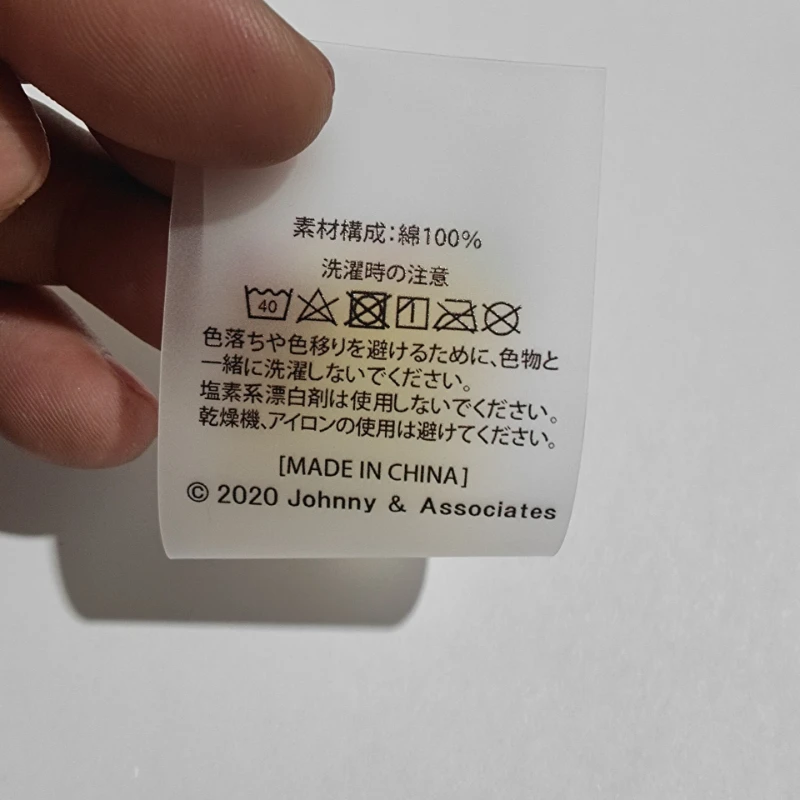 素材構成：綿100%
洗濯時の注意
40
色落ちや色移りを避けるために、色物と
一緒に洗濯しないでください。
塩素系漂白剤は使用しないでください。
乾燥機、アイロンの使用は避けてください。
[MADE IN CHINA]
© 2020 Johnny & Associates